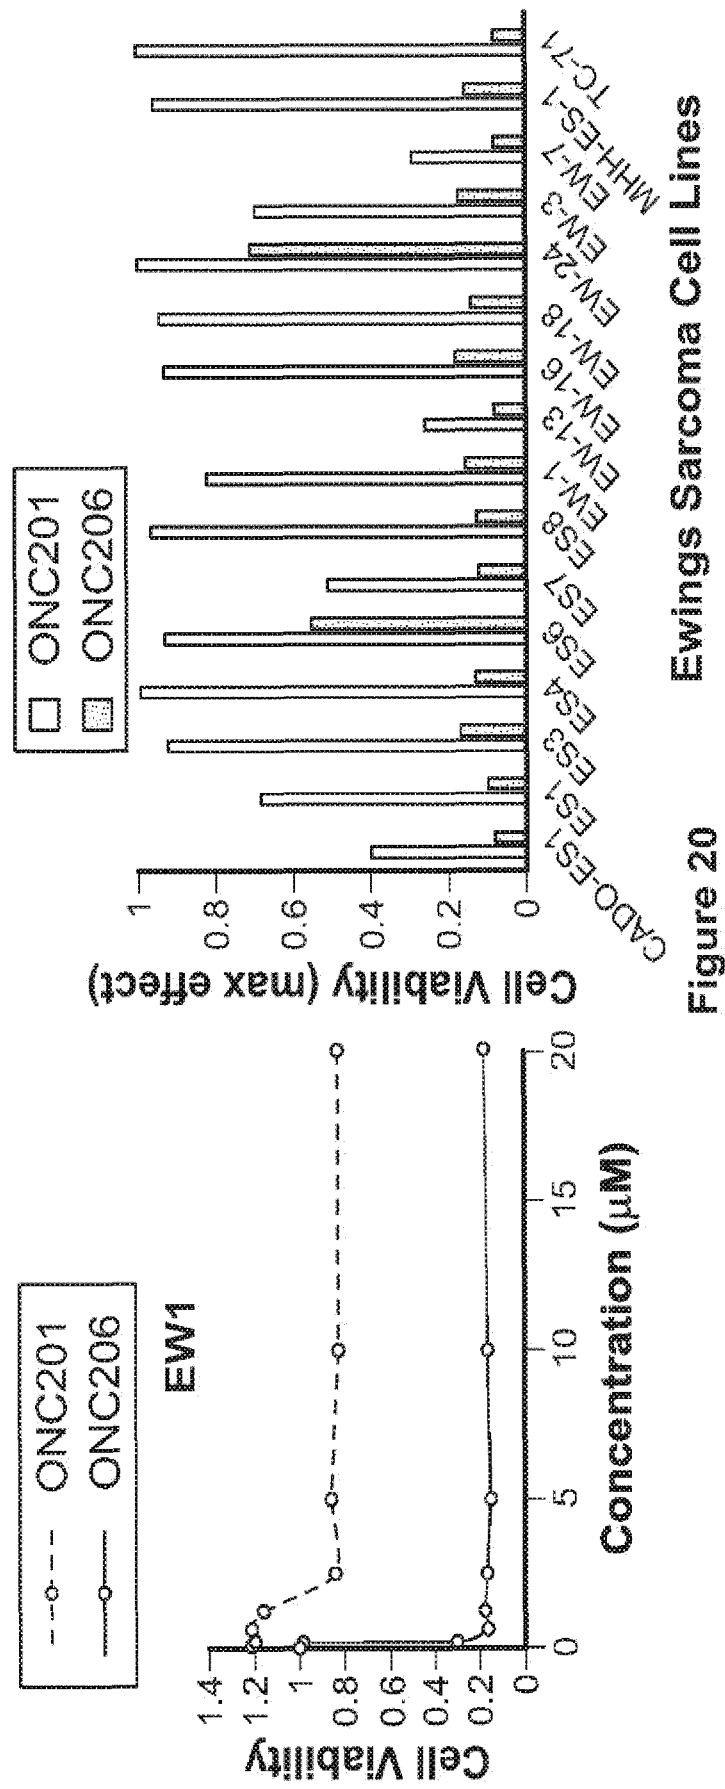 ONC201
ONC206
EW1
Cell Viability
1.4
1.2
1
0.8
0.6
0.4
0.2
0
0
5
10
15
20
Concentration (µM)
ONC201
ONC206
Cell Viability (max effect)
1
0.8
0.6
0.4
0.2
0
CADO-ES1
ES1
ES3
ES4
ES6
ES7
ES8
EW-1
EW-13
EW-16
EW-18
EW-24
EW-3
EW-7
MHH-ES-1
TC-71
Ewings Sarcoma Cell Lines
Figure 20